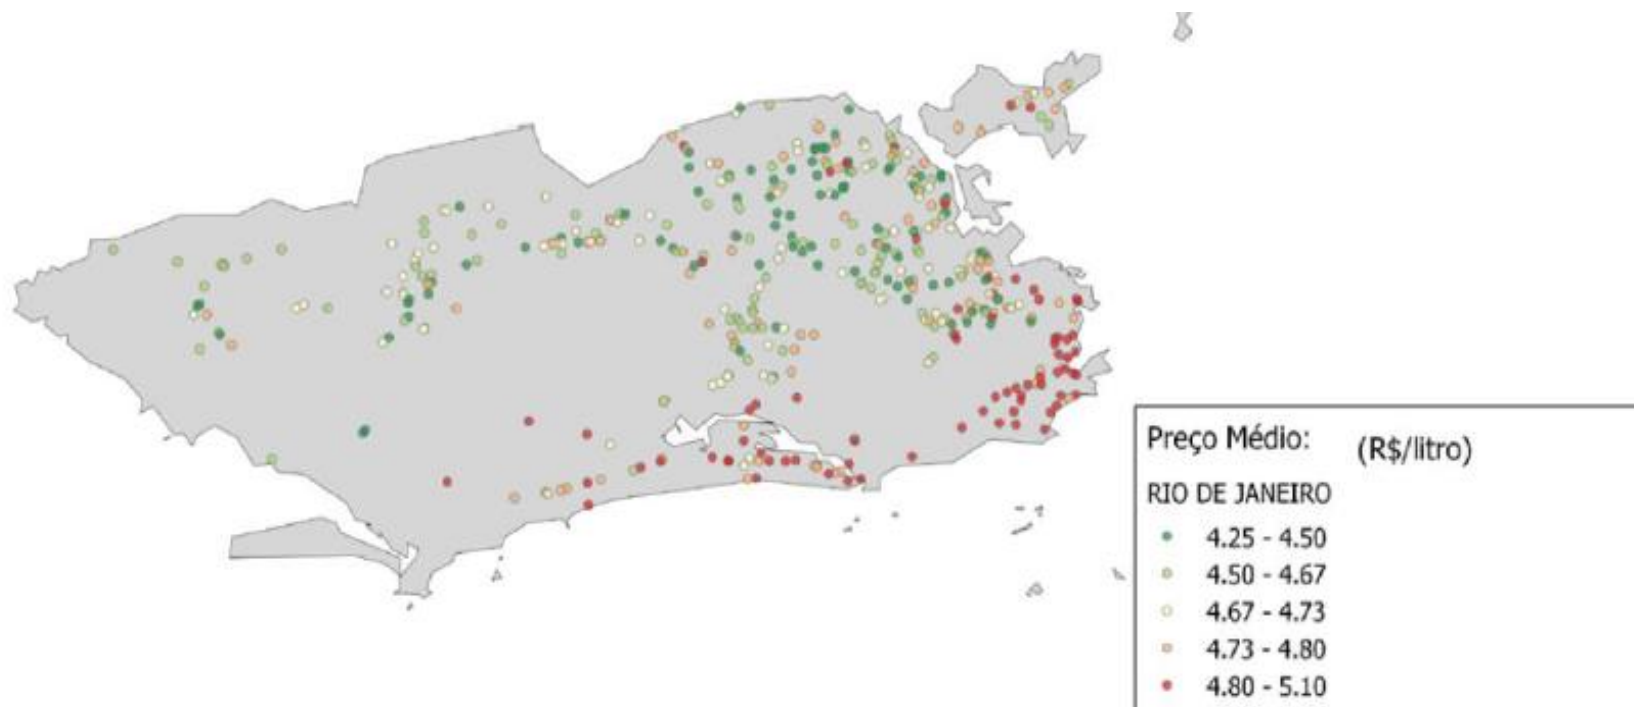 Preço Médio: (R$/litro)
RIO DE JANEIRO
4.25 - 4.50
4.50 - 4.67
4.67 - 4.73
4.73 - 4.80
4.80 - 5.10